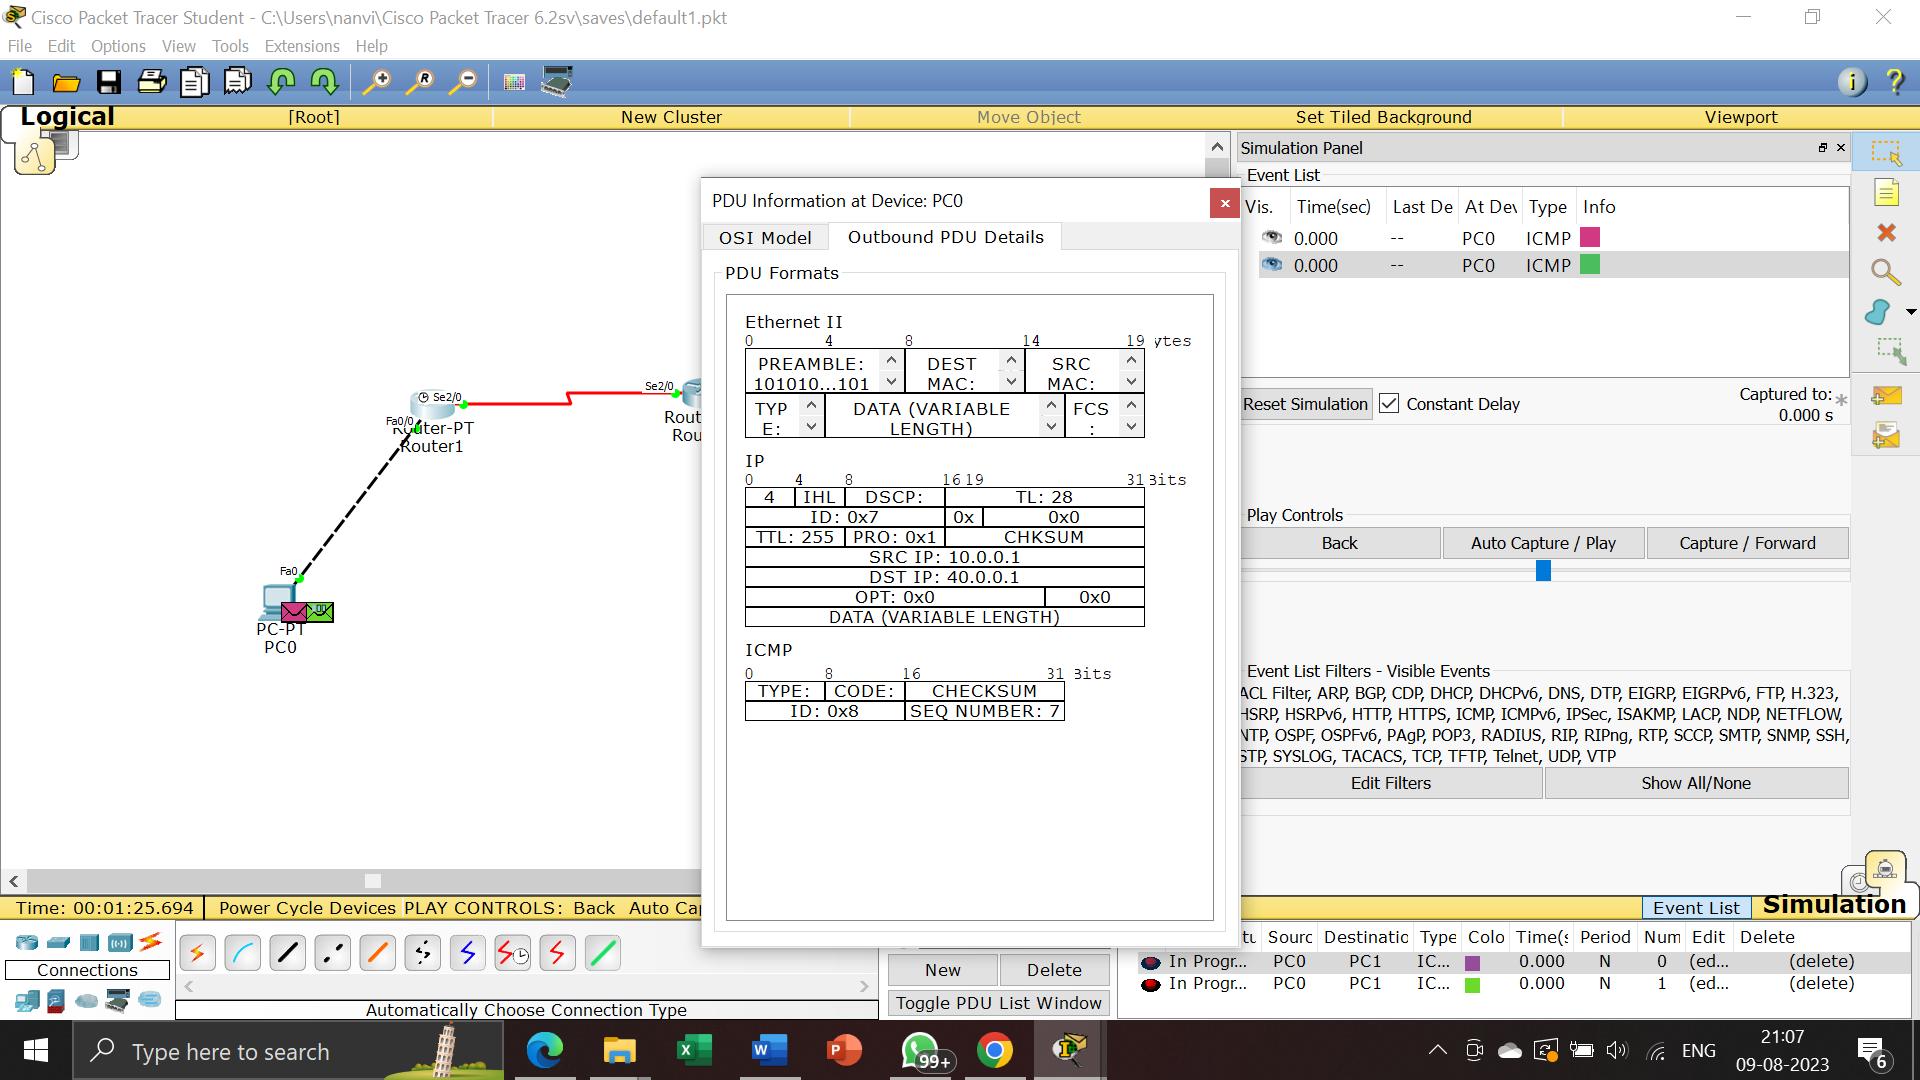 Cisco Packet Tracer Student - C:\Users\nanvi\Cisco Packet Tracer 6.2sv\saves\default1.pkt
File Edit Options View Tools Extensions Help
Logical [Root] New Cluster Move Object Set Tiled Background Viewport
Se2/0
Fa0/0
Router-PT
Router1
Se2/0
Rout
Rou
Fa0
PC-PT
PC0
PDU Information at Device: PC0
OSI Model Outbound PDU Details
PDU Formats
Ethernet II
0 4 8 14 19 ytes
PREAMBLE: DEST SRC
101010...101 MAC: MAC:
TYP DATA (VARIABLE FCS
E: LENGTH) :
IP
0 4 8 16 19 31 Bits
4 IHL DSCP: TL: 28
ID: 0x7 0x 0x0
TTL: 255 PRO: 0x1 CHKSUM
SRC IP: 10.0.0.1
DST IP: 40.0.0.1
OPT: 0x0 0x0
DATA (VARIABLE LENGTH)
ICMP
0 8 16 31 Bits
TYPE: CODE: CHECKSUM
ID: 0x8 SEQ NUMBER: 7
Simulation Panel
Event List
Vis. Time(sec) Last De At Dev Type Info
0.000 -- PC0 ICMP
0.000 -- PC0 ICMP
Reset Simulation Constant Delay Captured to: *
0.000 s
Play Controls
Back Auto Capture / Play Capture / Forward
Event List Filters - Visible Events
ACL Filter, ARP, BGP, CDP, DHCP, DHCPv6, DNS, DTP, EIGRP, EIGRPv6, FTP, H.323,
HSRP, HSRPv6, HTTP, HTTPS, ICMP, ICMPv6, IPSec, ISAKMP, LACP, NDP, NETFLOW,
NTP, OSPF, OSPFv6, PAgP, POP3, RADIUS, RIP, RIPng, RTP, SCCP, SMTP, SNMP, SSH,
STP, SYSLOG, TACACS, TCP, TFTP, Telnet, UDP, VTP
Edit Filters Show All/None
Time: 00:01:25.694 Power Cycle Devices PLAY CONTROLS: Back Auto Ca Event List Simulation
Connections
Automatically Choose Connection Type
New Delete
Toggle PDU List Window
Sourc Destinatic Type Colo Time(s Period Num Edit Delete
In Progr... PC0 PC1 IC... 0.000 N 0 (ed... (delete)
In Progr... PC0 PC1 IC... 0.000 N 1 (ed... (delete)
Type here to search
99+
ENG
21:07
09-08-2023
6